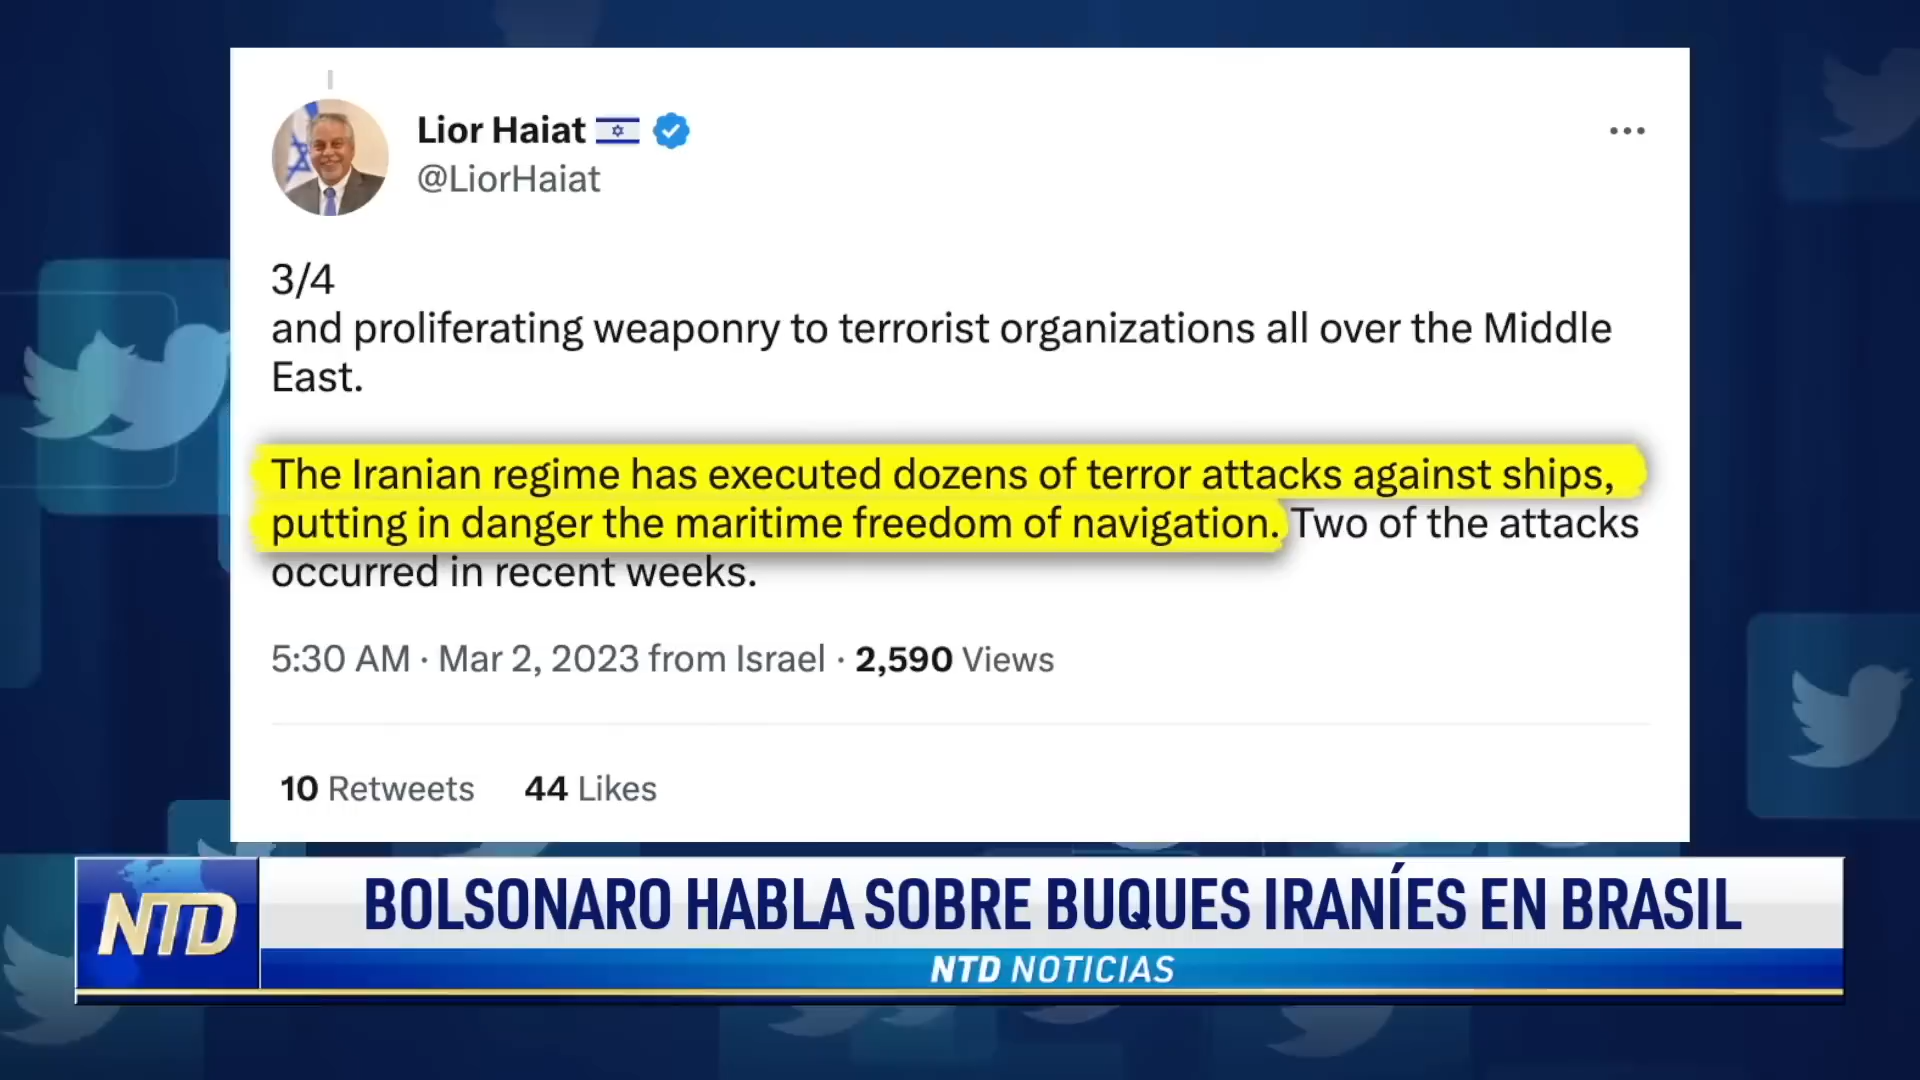 Lior Haiat
@LiorHaiat
3/4
and proliferating weaponry to terrorist organizations all over the Middle
East.
The Iranian regime has executed dozens of terror attacks against ships,
putting in danger the maritime freedom of navigation. Two of the attacks
occurred in recent weeks.
5:30 AM · Mar 2, 2023 from Israel · 2,590 Views
10 Retweets 44 Likes
NTD
BOLSONARO HABLA SOBRE BUQUES IRANÍES EN BRASIL
NTD NOTICIAS